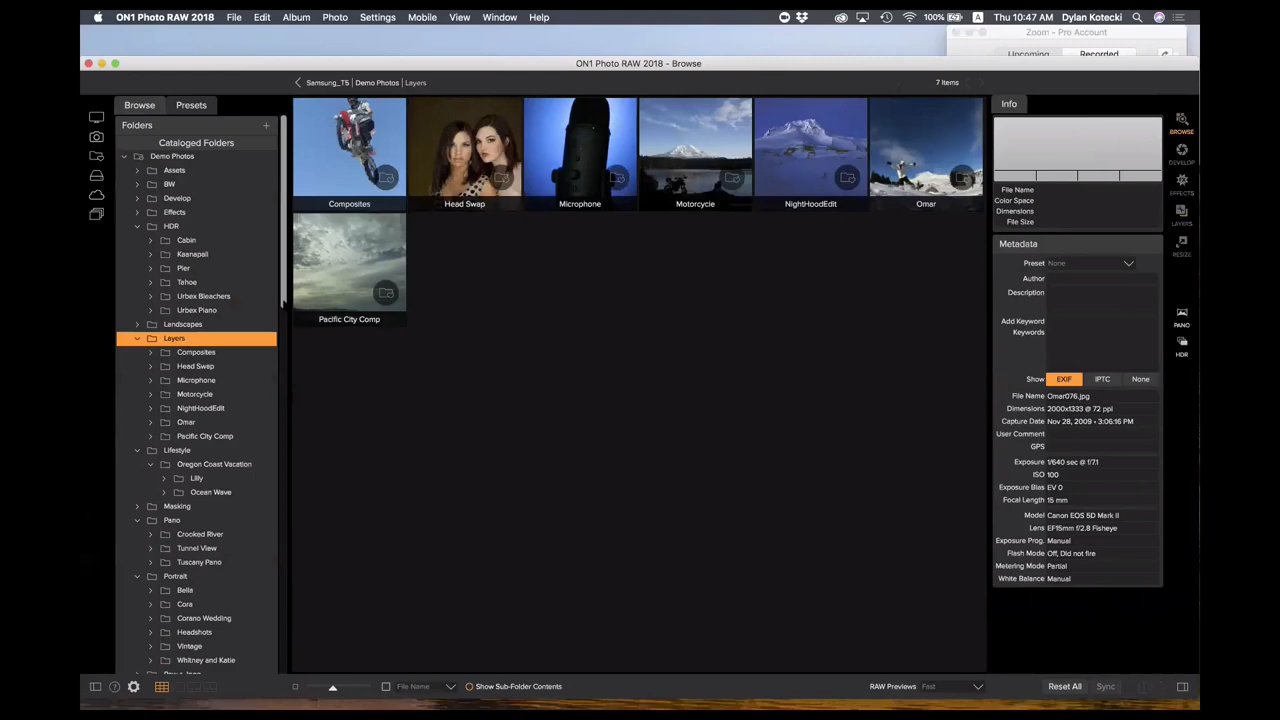 ON1 Photo RAW 2018 File Edit Album Photo Settings Mobile View Window Help 100% A Thu 10:47 AM Dylan Kotecki
Zoom - Pro Account
Upcoming Recorded
ON1 Photo RAW 2018 - Browse
Samsung_T5 | Demo Photos | Layers 7 Items
Browse Presets
Info
Folders
Cataloged Folders
Demo Photos
Assets
BW
Develop
Effects
HDR
Cabin
Kaanapali
Pier
Tahoe
Urbex Bleachers
Urbex Piano
Landscapes
Layers
Composites
Head Swap
Microphone
Motorcycle
NightHoodEdit
Omar
Pacific City Comp
Lifestyle
Oregon Coast Vacation
Lilly
Ocean Wave
Masking
Pano
Crooked River
Tunnel View
Tuscany Pano
Portrait
Bella
Cora
Corano Wedding
Headshots
Vintage
Whitney and Katie
Composites Head Swap Microphone Motorcycle NightHoodEdit Omar
Pacific City Comp
File Name
Color Space
Dimensions
File Size
Metadata
Preset None
Author
Description
Add Keyword
Keywords
Show EXIF IPTC None
File Name Omar076.jpg
Dimensions 2000x1333 @ 72 ppi
Capture Date Nov 28, 2009 • 3:06:16 PM
User Comment
GPS
Exposure 1/640 sec @ f/7.1
ISO 100
Exposure Bias EV 0
Focal Length 15 mm
Model Canon EOS 5D Mark II
Lens EF15mm f/2.8 Fisheye
Exposure Prog. Manual
Flash Mode Off, Did not fire
Metering Mode Partial
White Balance Manual
BROWSE
DEVELOP
EFFECTS
LAYERS
RESIZE
PANO
HDR
? File Name Show Sub-Folder Contents RAW Previews Fast Reset All Sync